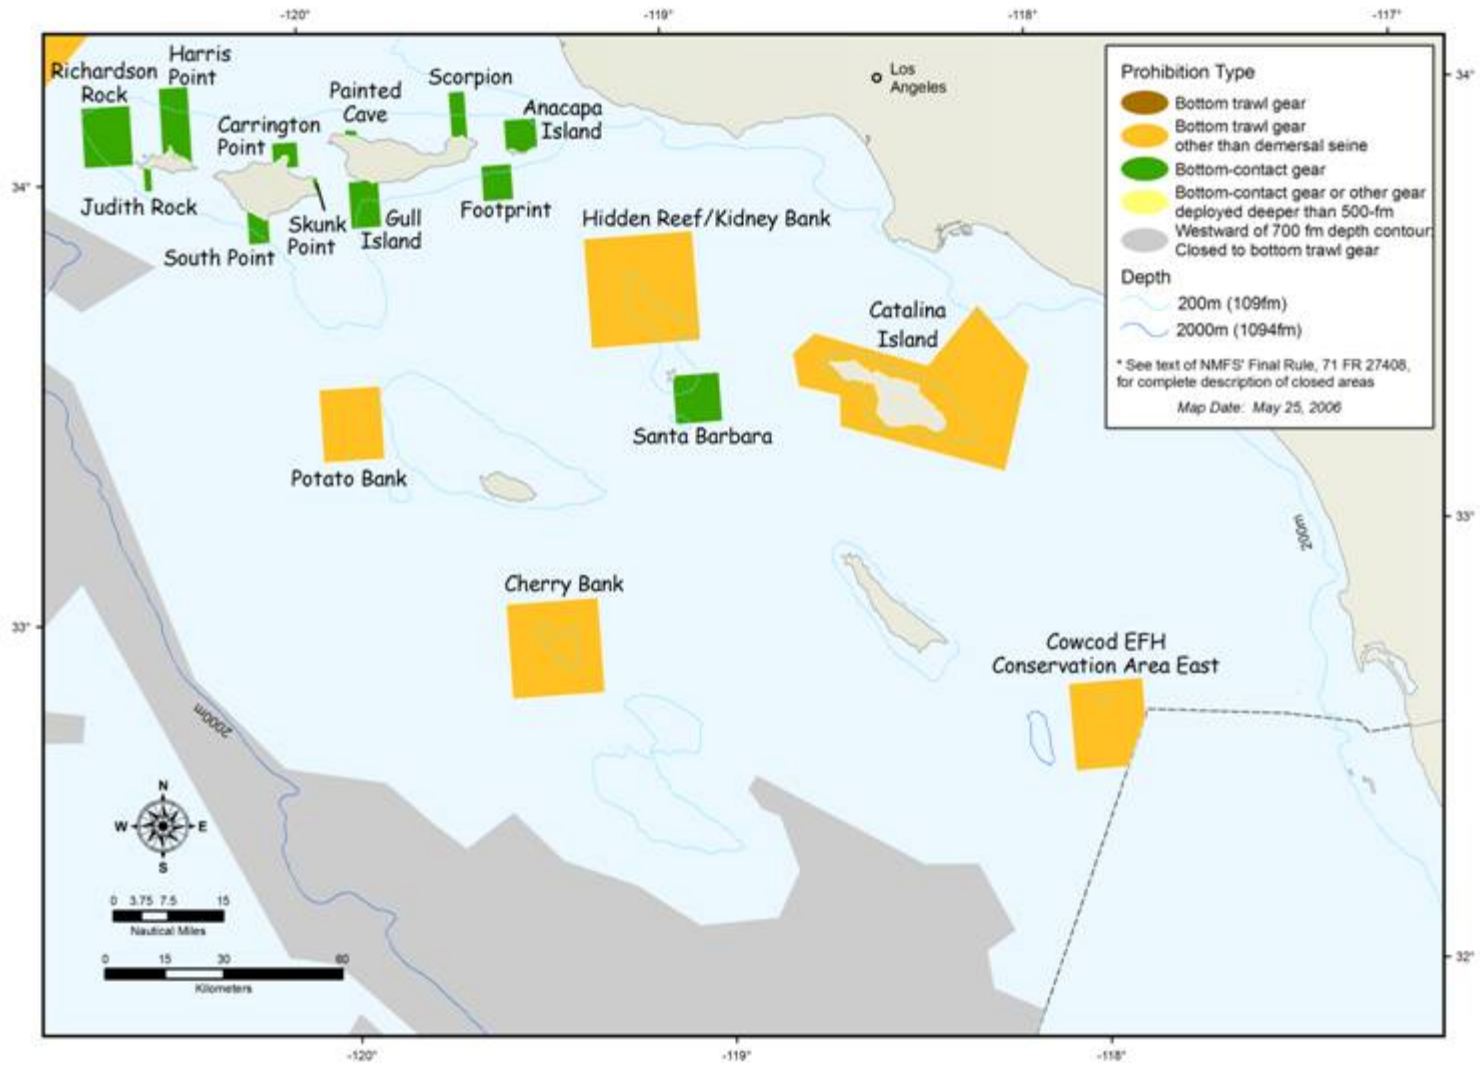 -120°
-119°
-118°
-117°
Richardson
Rock
Harris
Point
Painted
Cave
Scorpion
Anacapa
Island
Carrington
Point
Judith Rock
South Point
Skunk
Point
Gull
Island
Footprint
Hidden Reef/Kidney Bank
Los
Angeles
Catalina
Island
Santa Barbara
Potato Bank
Cherry Bank
Cowcod EFH
Conservation Area East
200m
2000m
Prohibition Type
Bottom trawl gear
Bottom trawl gear
other than demersal seine
Bottom-contact gear
Bottom-contact gear or other gear
deployed deeper than 500-fm
Westward of 700 fm depth contour.
Closed to bottom trawl gear
Depth
200m (109fm)
2000m (1094fm)
* See text of NMFS' Final Rule, 71 FR 27408,
for complete description of closed areas
Map Date: May 25, 2006
34°
33°
34°
33°
32°
N
W E
S
0 3.75 7.5 15
Nautical Miles
0 15 30 60
Kilometers
-120°
-119°
-118°